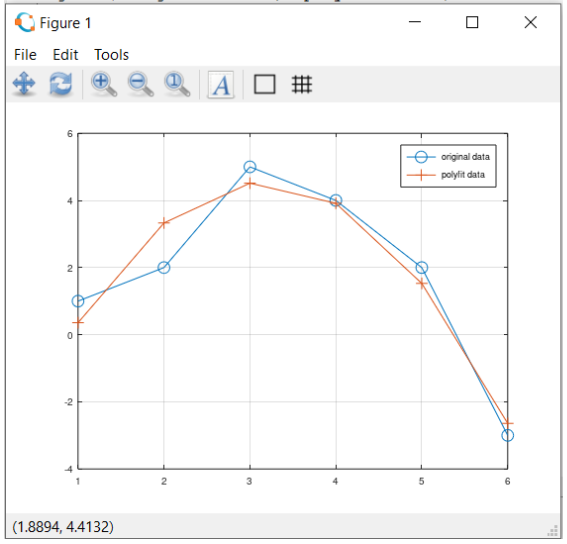 Figure 1
File Edit Tools
A
6
4
2
0
-2
-4
1 2 3 4 5 6
original data
polyfit data
(1.8894, 4.4132)